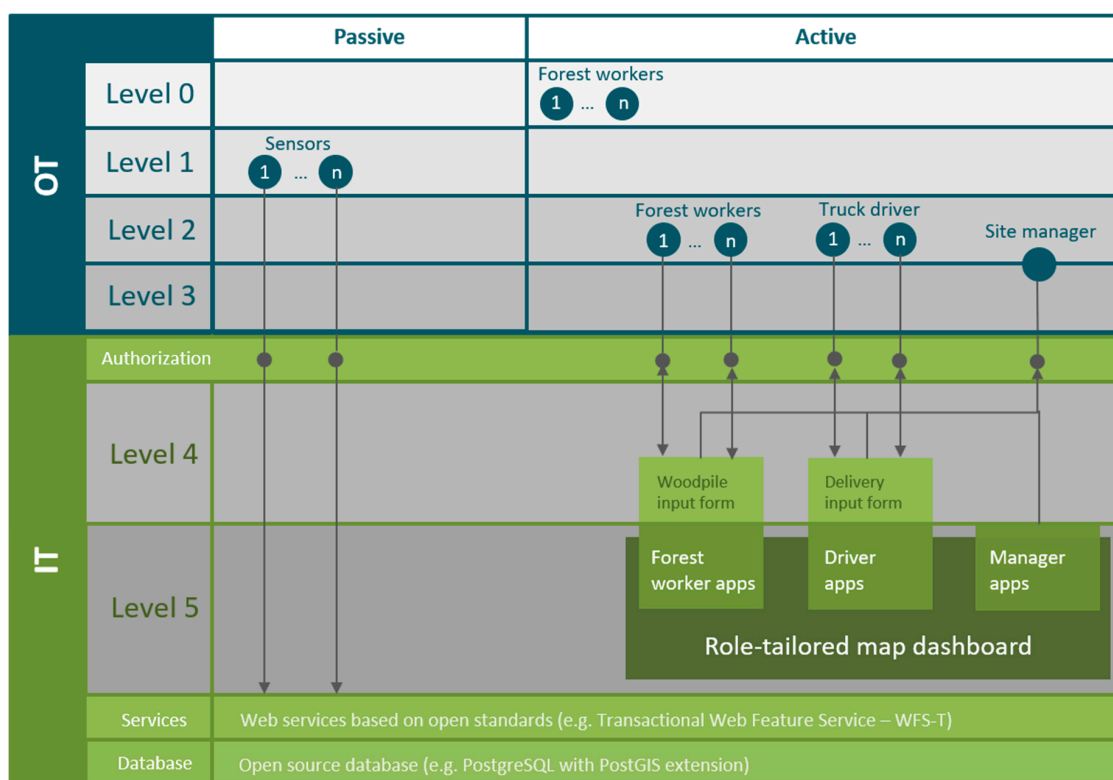 Passive
Active
OT
Level 0
Forest workers
1 ... n
Level 1
Sensors
1 ... n
Level 2
Forest workers
1 ... n
Truck driver
1 ... n
Site manager
Level 3
IT
Authorization
Level 4
Woodpile
input form
Delivery
input form
Level 5
Forest
worker apps
Driver
apps
Manager
apps
Role-tailored map dashboard
Services
Web services based on open standards (e.g. Transactional Web Feature Service – WFS-T)
Database
Open source database (e.g. PostgreSQL with PostGIS extension)